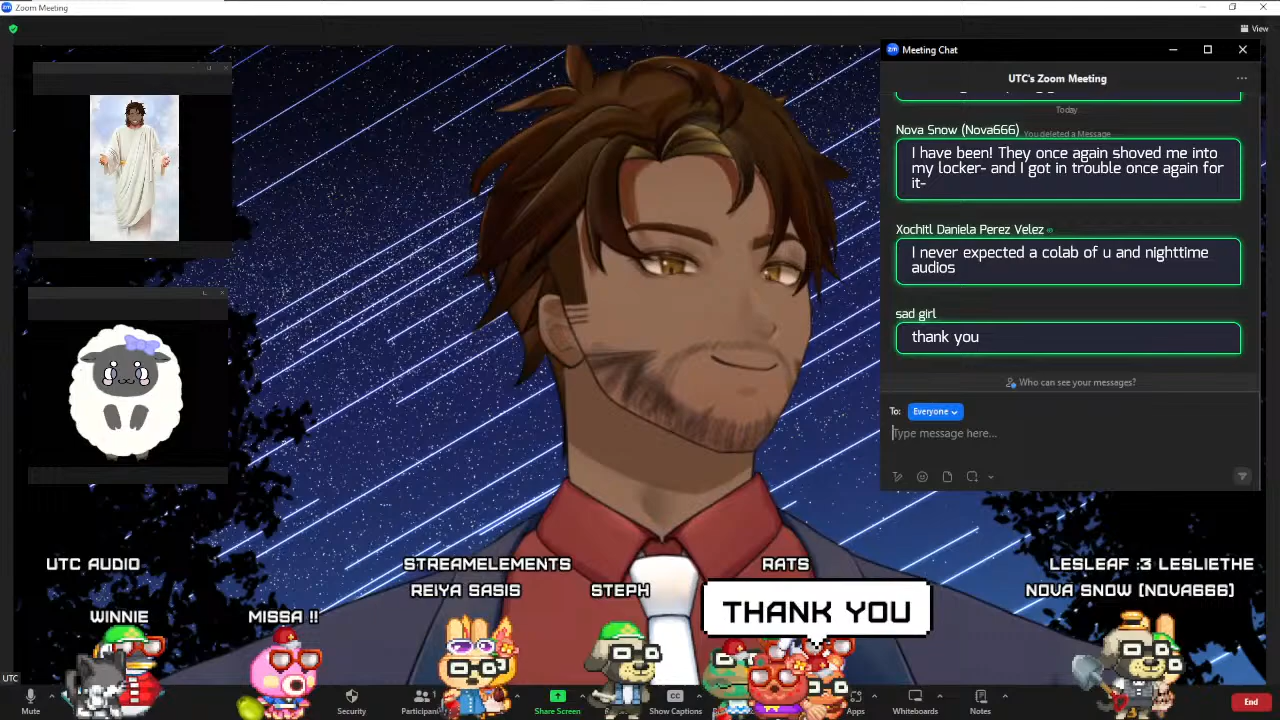 Zoom Meeting
View
Meeting Chat
UTC's Zoom Meeting
Today
Nova Snow (Nova666)
You deleted a Message
I have been! They once again shoved me into
my locker- and I got in trouble once again for
it-
Xochitl Daniela Perez Velez
I never expected a colab of u and nighttime
audios
sad girl
thank you
Who can see your messages?
To: Everyone
Type message here...
UTC AUDIO
STREAMELEMENTS
RATS
LESLEAF :3 LESLIETHE
REIYA SASIS
STEPH
NOVA SNOW [NOVA666]
THANK YOU
WINNIE
MISSA !!
UTC
Mute
Security
Share Screen
Show Captions
Apps
Whiteboards
Notes
End